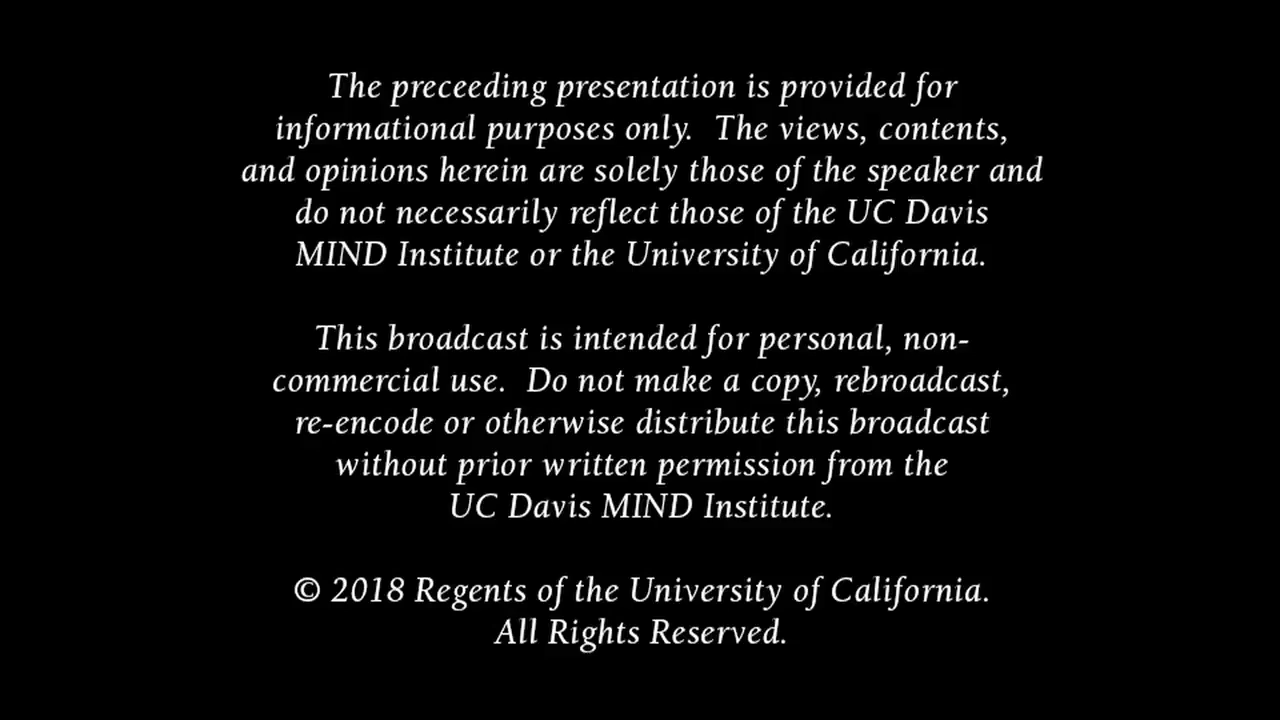 The preceeding presentation is provided for
informational purposes only.  The views, contents,
and opinions herein are solely those of the speaker and
do not necessarily reflect those of the UC Davis
MIND Institute or the University of California.
This broadcast is intended for personal, non-
commercial use.  Do not make a copy, rebroadcast,
re-encode or otherwise distribute this broadcast
without prior written permission from the
UC Davis MIND Institute.
© 2018 Regents of the University of California.
All Rights Reserved.